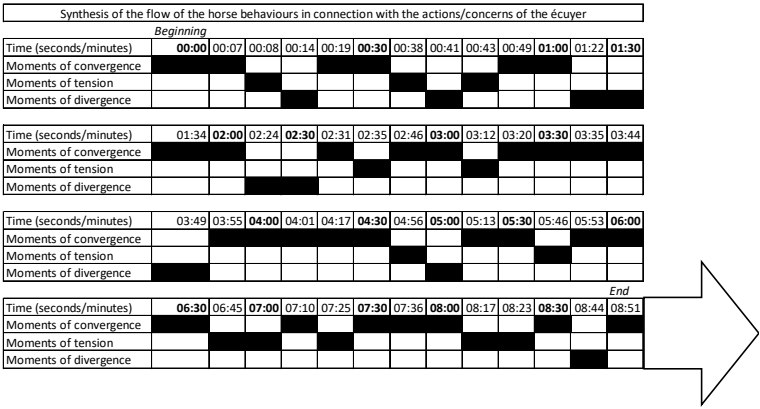 Synthesis of the flow of the horse behaviours in connection with the actions/concerns of the écuyer
Beginning
Time (seconds/minutes) 00:00 00:07 00:08 00:14 00:19 00:30 00:38 00:41 00:43 00:49 01:00 01:22 01:30
Moments of convergence
Moments of tension
Moments of divergence
Time (seconds/minutes) 01:34 02:00 02:24 02:30 02:31 02:35 02:46 03:00 03:12 03:20 03:30 03:35 03:44
Moments of convergence
Moments of tension
Moments of divergence
Time (seconds/minutes) 03:49 03:55 04:00 04:01 04:17 04:30 04:56 05:00 05:13 05:30 05:46 05:53 06:00
Moments of convergence
Moments of tension
Moments of divergence
End
Time (seconds/minutes) 06:30 06:45 07:00 07:10 07:25 07:30 07:36 08:00 08:17 08:23 08:30 08:44 08:51
Moments of convergence
Moments of tension
Moments of divergence